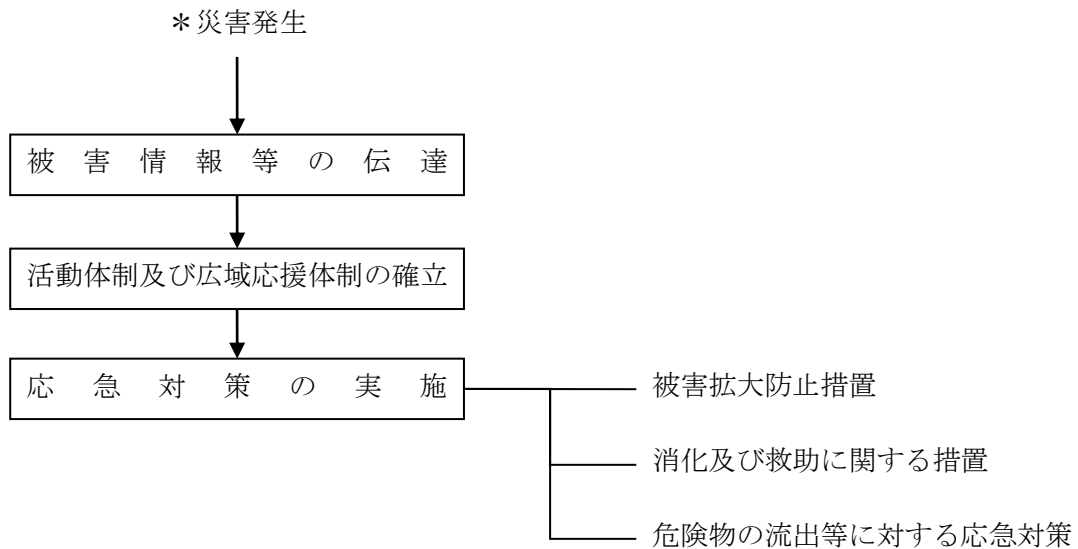 ＊災害発生
被害情報等の伝達
活動体制及び広域応援体制の確立
応急対策の実施
被害拡大防止措置
消化及び救助に関する措置
危険物の流出等に対する応急対策